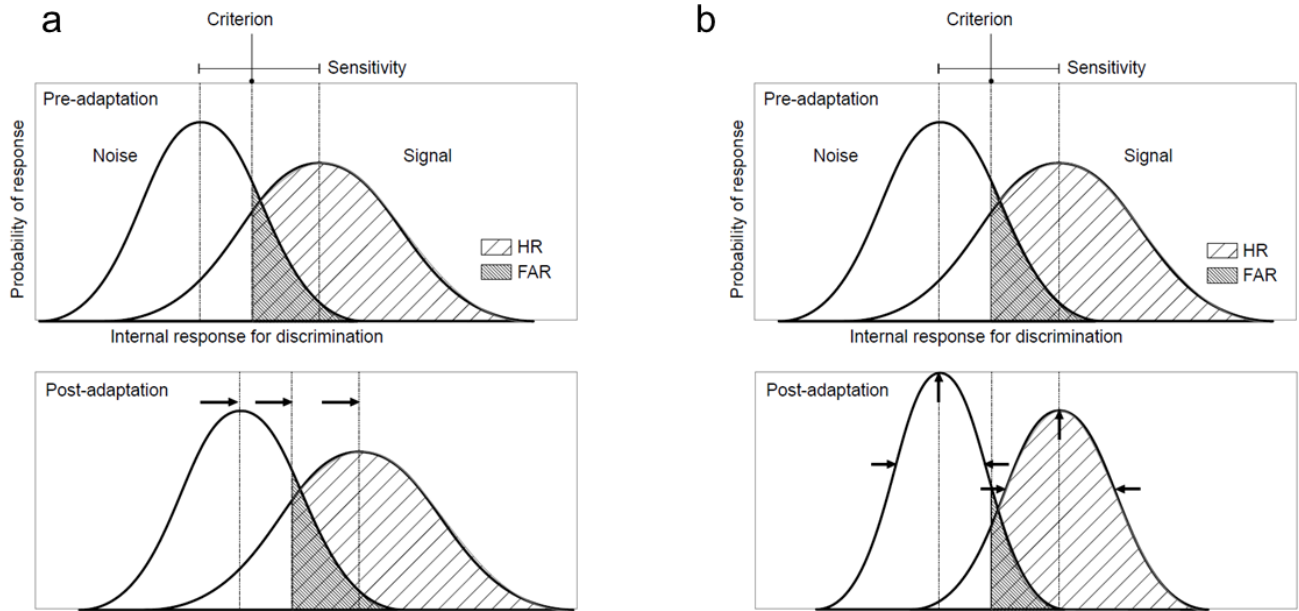 a
Criterion
Sensitivity
Pre-adaptation
Noise
Signal
HR
FAR
Probability of response
Internal response for discrimination
Post-adaptation
b
Criterion
Sensitivity
Pre-adaptation
Noise
Signal
HR
FAR
Probability of response
Internal response for discrimination
Post-adaptation